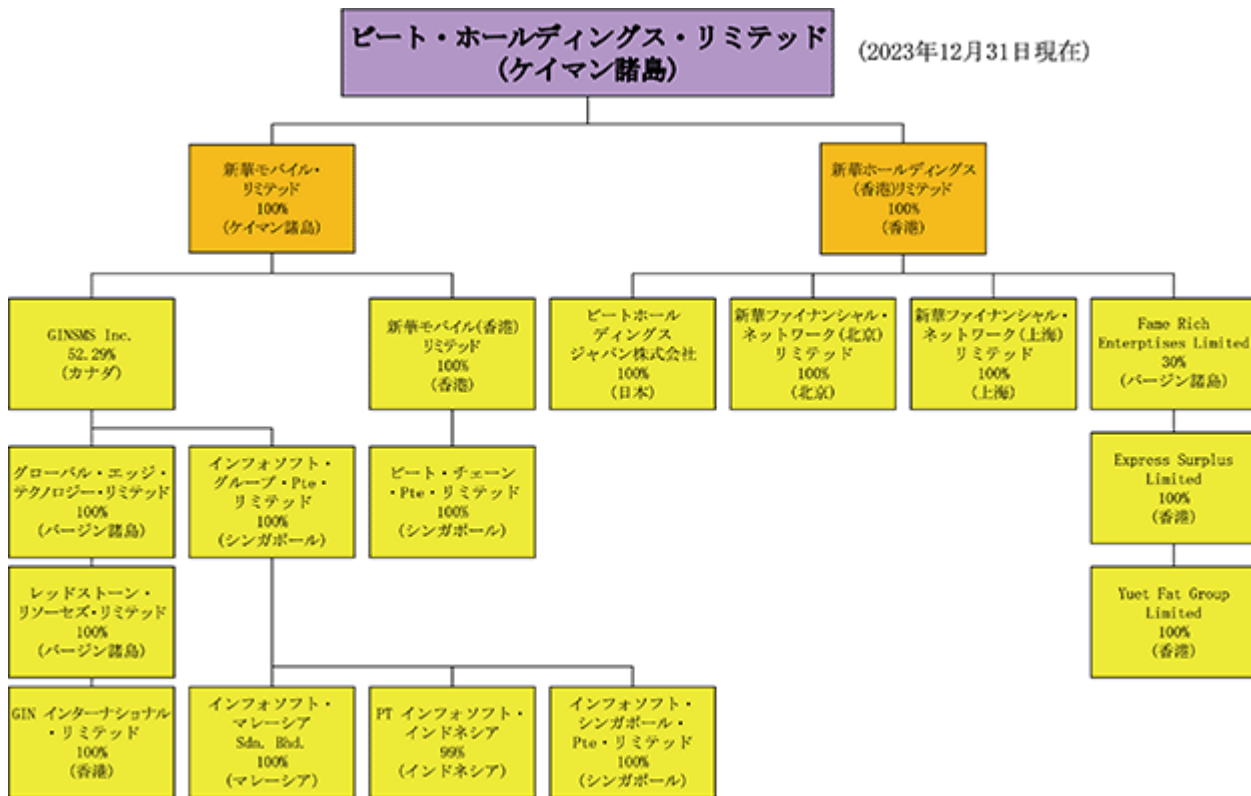 ビート・ホールディングス・リミテッド
(ケイマン諸島)
(2023年12月31日現在)
新華モバイル・
リミテッド
100%
(ケイマン諸島)
新華ホールディングス
(香港)リミテッド
100%
(香港)
GINSMS Inc.
52.29%
(カナダ)
新華モバイル(香港)
リミテッド
100%
(香港)
ビートホール
ディングス
ジャパン株式会社
100%
(日本)
新華ファイナンシャル・
ネットワーク(北京)
リミテッド
100%
(北京)
新華ファイナンシャル・
ネットワーク(上海)
リミテッド
100%
(上海)
Fame Rich
Enterptises Limited
30%
(バージン諸島)
グローバル・エッジ・
テクノロジー・リミテッド
100%
(バージン諸島)
インフォソフト・
グループ・Pte・
リミテッド
100%
(シンガポール)
ビート・チェーン
・Pte・リミテッド
100%
(シンガポール)
Express Surplus
Limited
100%
(香港)
レッドストーン・
リソーセズ・リミテッド
100%
(バージン諸島)
Yuet Fat Group
Limited
100%
(香港)
GIN インターナショナル
・リミテッド
100%
(香港)
インフォソフト・
マレーシア
Sdn. Bhd.
100%
(マレーシア)
PT インフォソフト・
インドネシア
99%
(インドネシア)
インフォソフト・
シンガポール・
Pte・リミテッド
100%
(シンガポール)